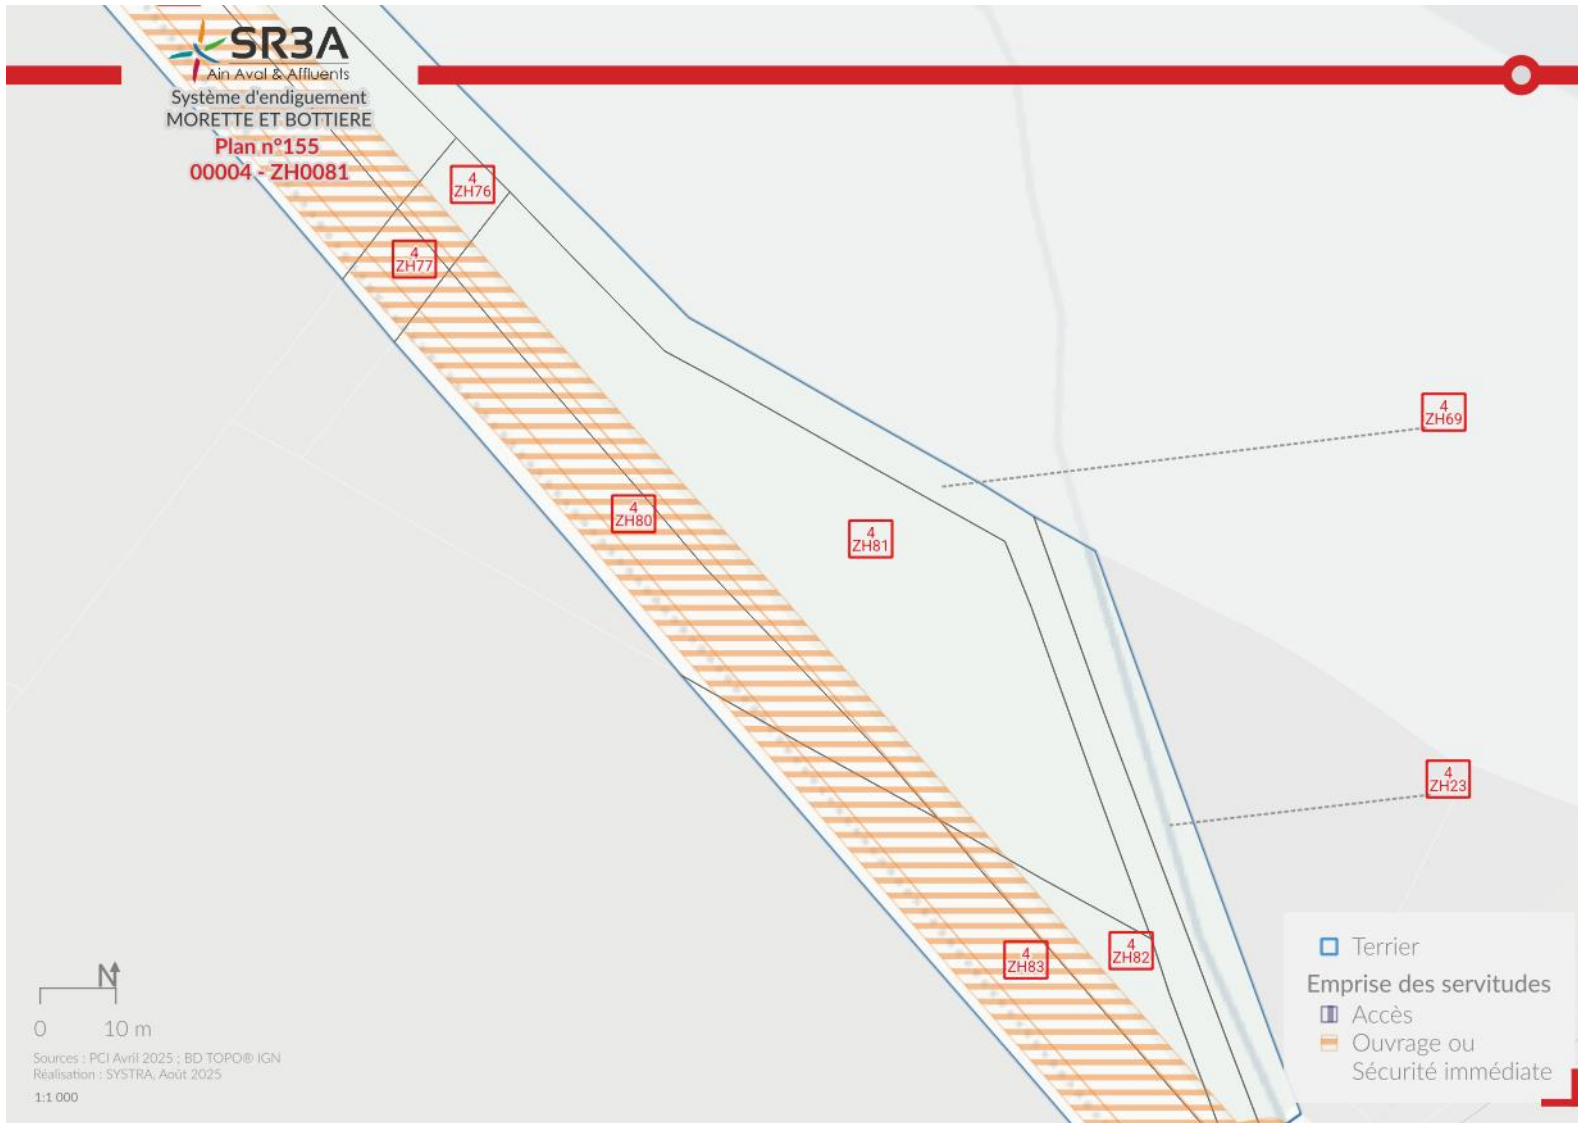 SR3A
Ain Aval & Affluents
Système d'endiguement
MORETTE ET BOTTIERE
Plan n°155
00004 - ZH0081
4
ZH76
4
ZH77
4
ZH69
4
ZH80
4
ZH81
4
ZH23
4
ZH83
4
ZH82
N
0 10 m
Sources : PCI Avril 2025 ; BD TOPO® IGN
Réalisation : SYSTRA, Août 2025
1:1 000
Terrier
Emprise des servitudes
Accès
Ouvrage ou
Sécurité immédiate